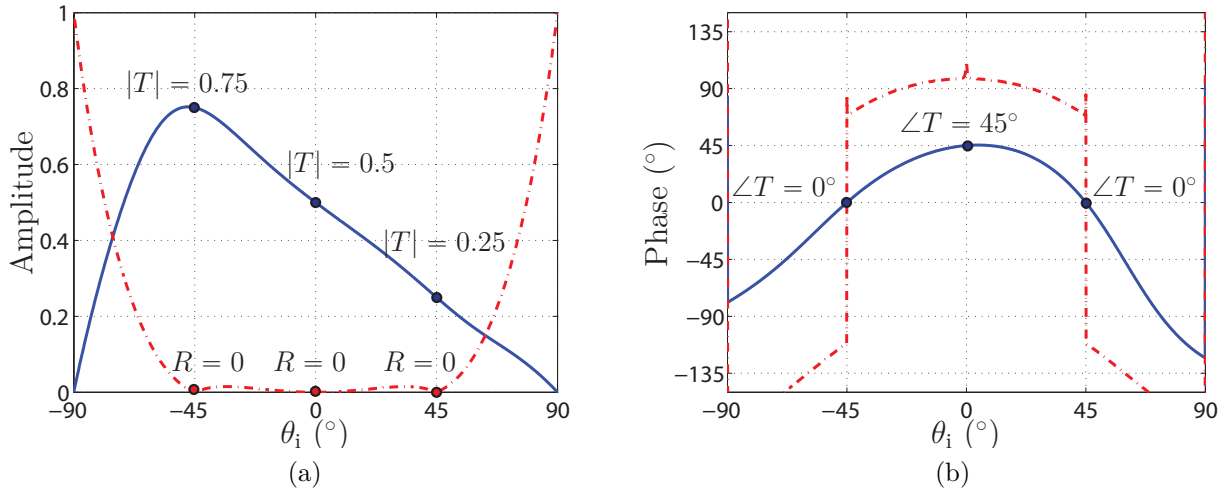 1
0.8
0.6
0.4
0.2
0
Amplitude
|T| = 0.75
|T| = 0.5
|T| = 0.25
R = 0
R = 0
R = 0
−90
−45
0
45
90
θi (°)
(a)
135
90
45
0
−45
−90
−135
Phase (°)
∠T = 45°
∠T = 0°
∠T = 0°
−90
−45
0
45
90
θi (°)
(b)